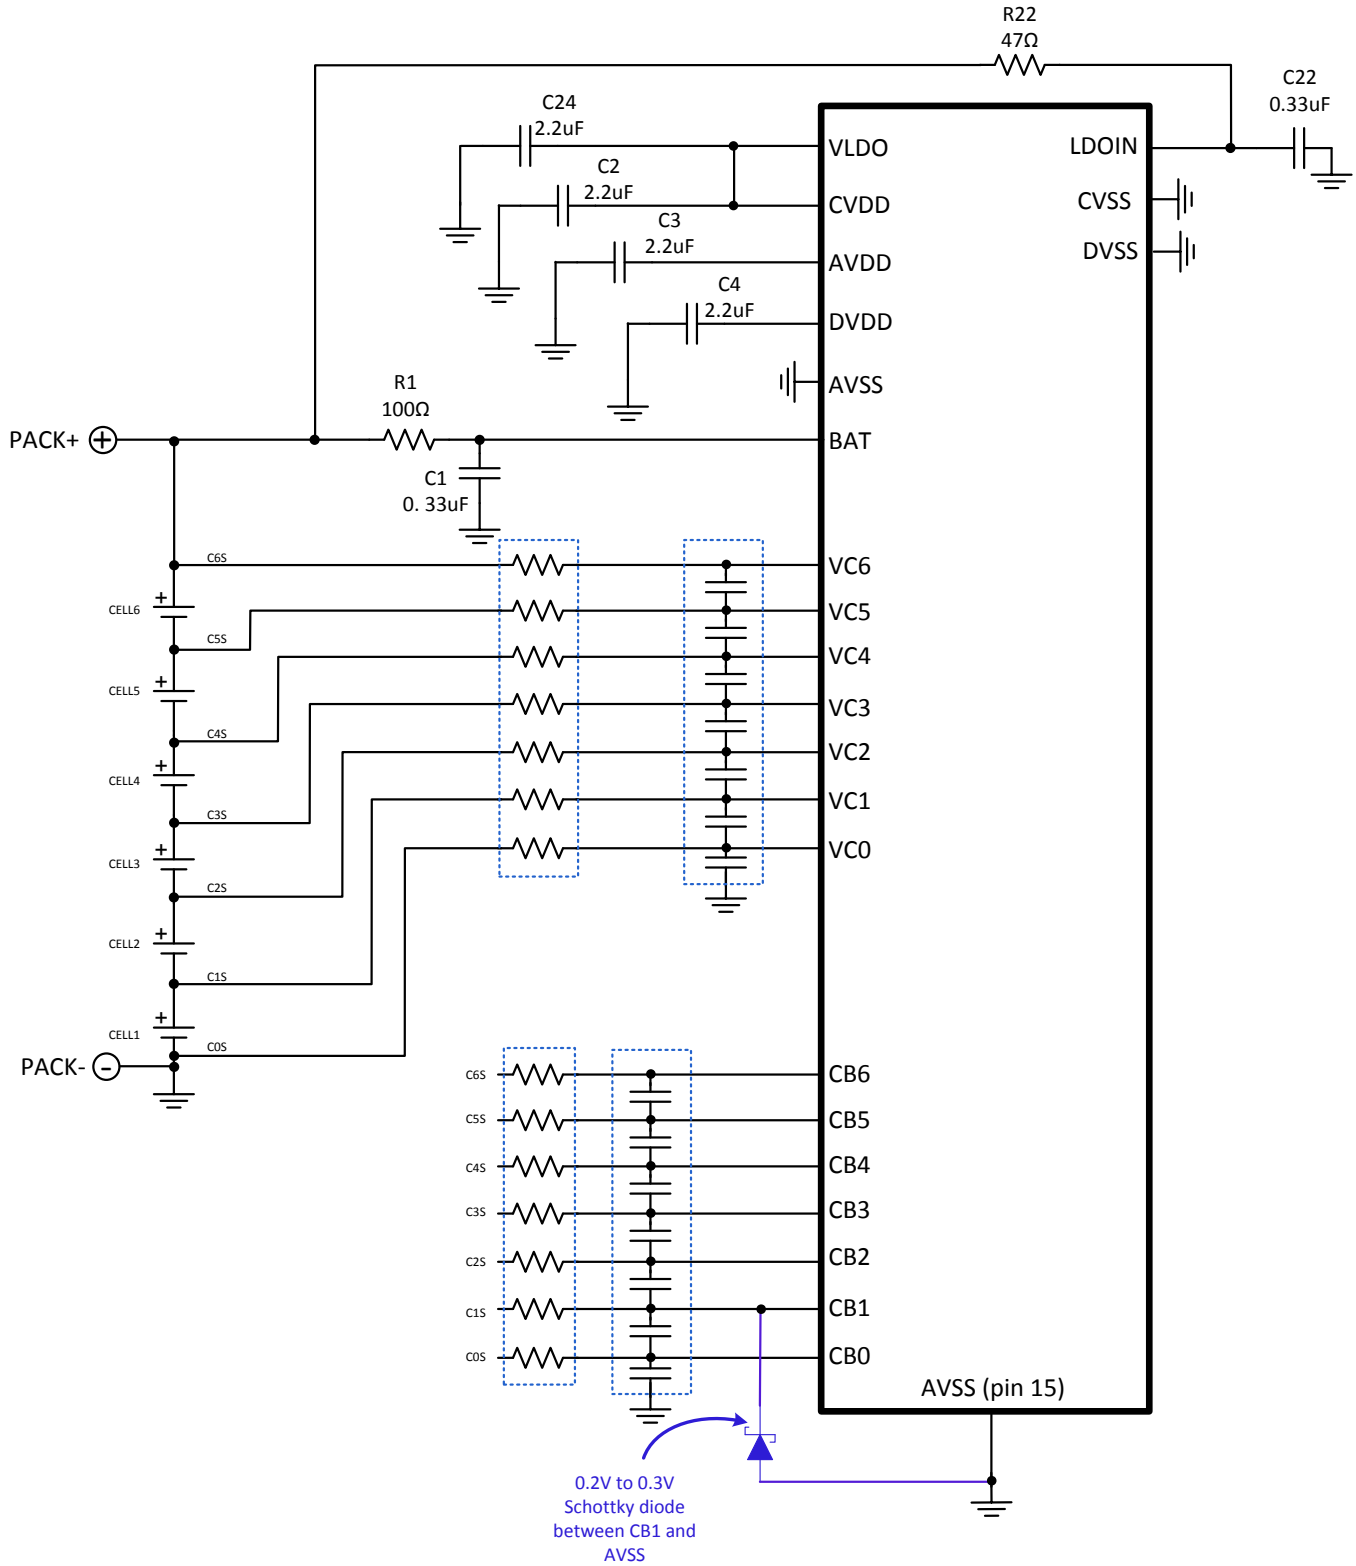 R22
47Ω
C22
0.33uF
C24
2.2uF
VLDO
LDOIN
C2
2.2uF
CVDD
CVSS
C3
2.2uF
AVDD
DVSS
C4
2.2uF
DVDD
AVSS
R1
100Ω
PACK+
BAT
C1
0. 33uF
C6S
VC6
CELL6
+
C5S
VC5
VC4
CELL5
+
VC3
C4S
VC2
CELL4
+
VC1
C3S
VC0
CELL3
+
C2S
CELL2
+
C1S
CELL1
+
C0S
PACK-
C6S
CB6
C5S
CB5
C4S
CB4
C3S
CB3
C2S
CB2
C1S
CB1
C0S
CB0
AVSS (pin 15)
0.2V to 0.3V
Schottky diode
between CB1 and
AVSS